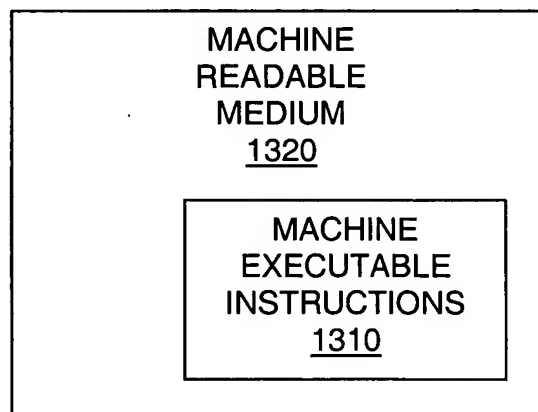 MACHINE
READABLE
MEDIUM
1320
MACHINE
EXECUTABLE
INSTRUCTIONS
1310